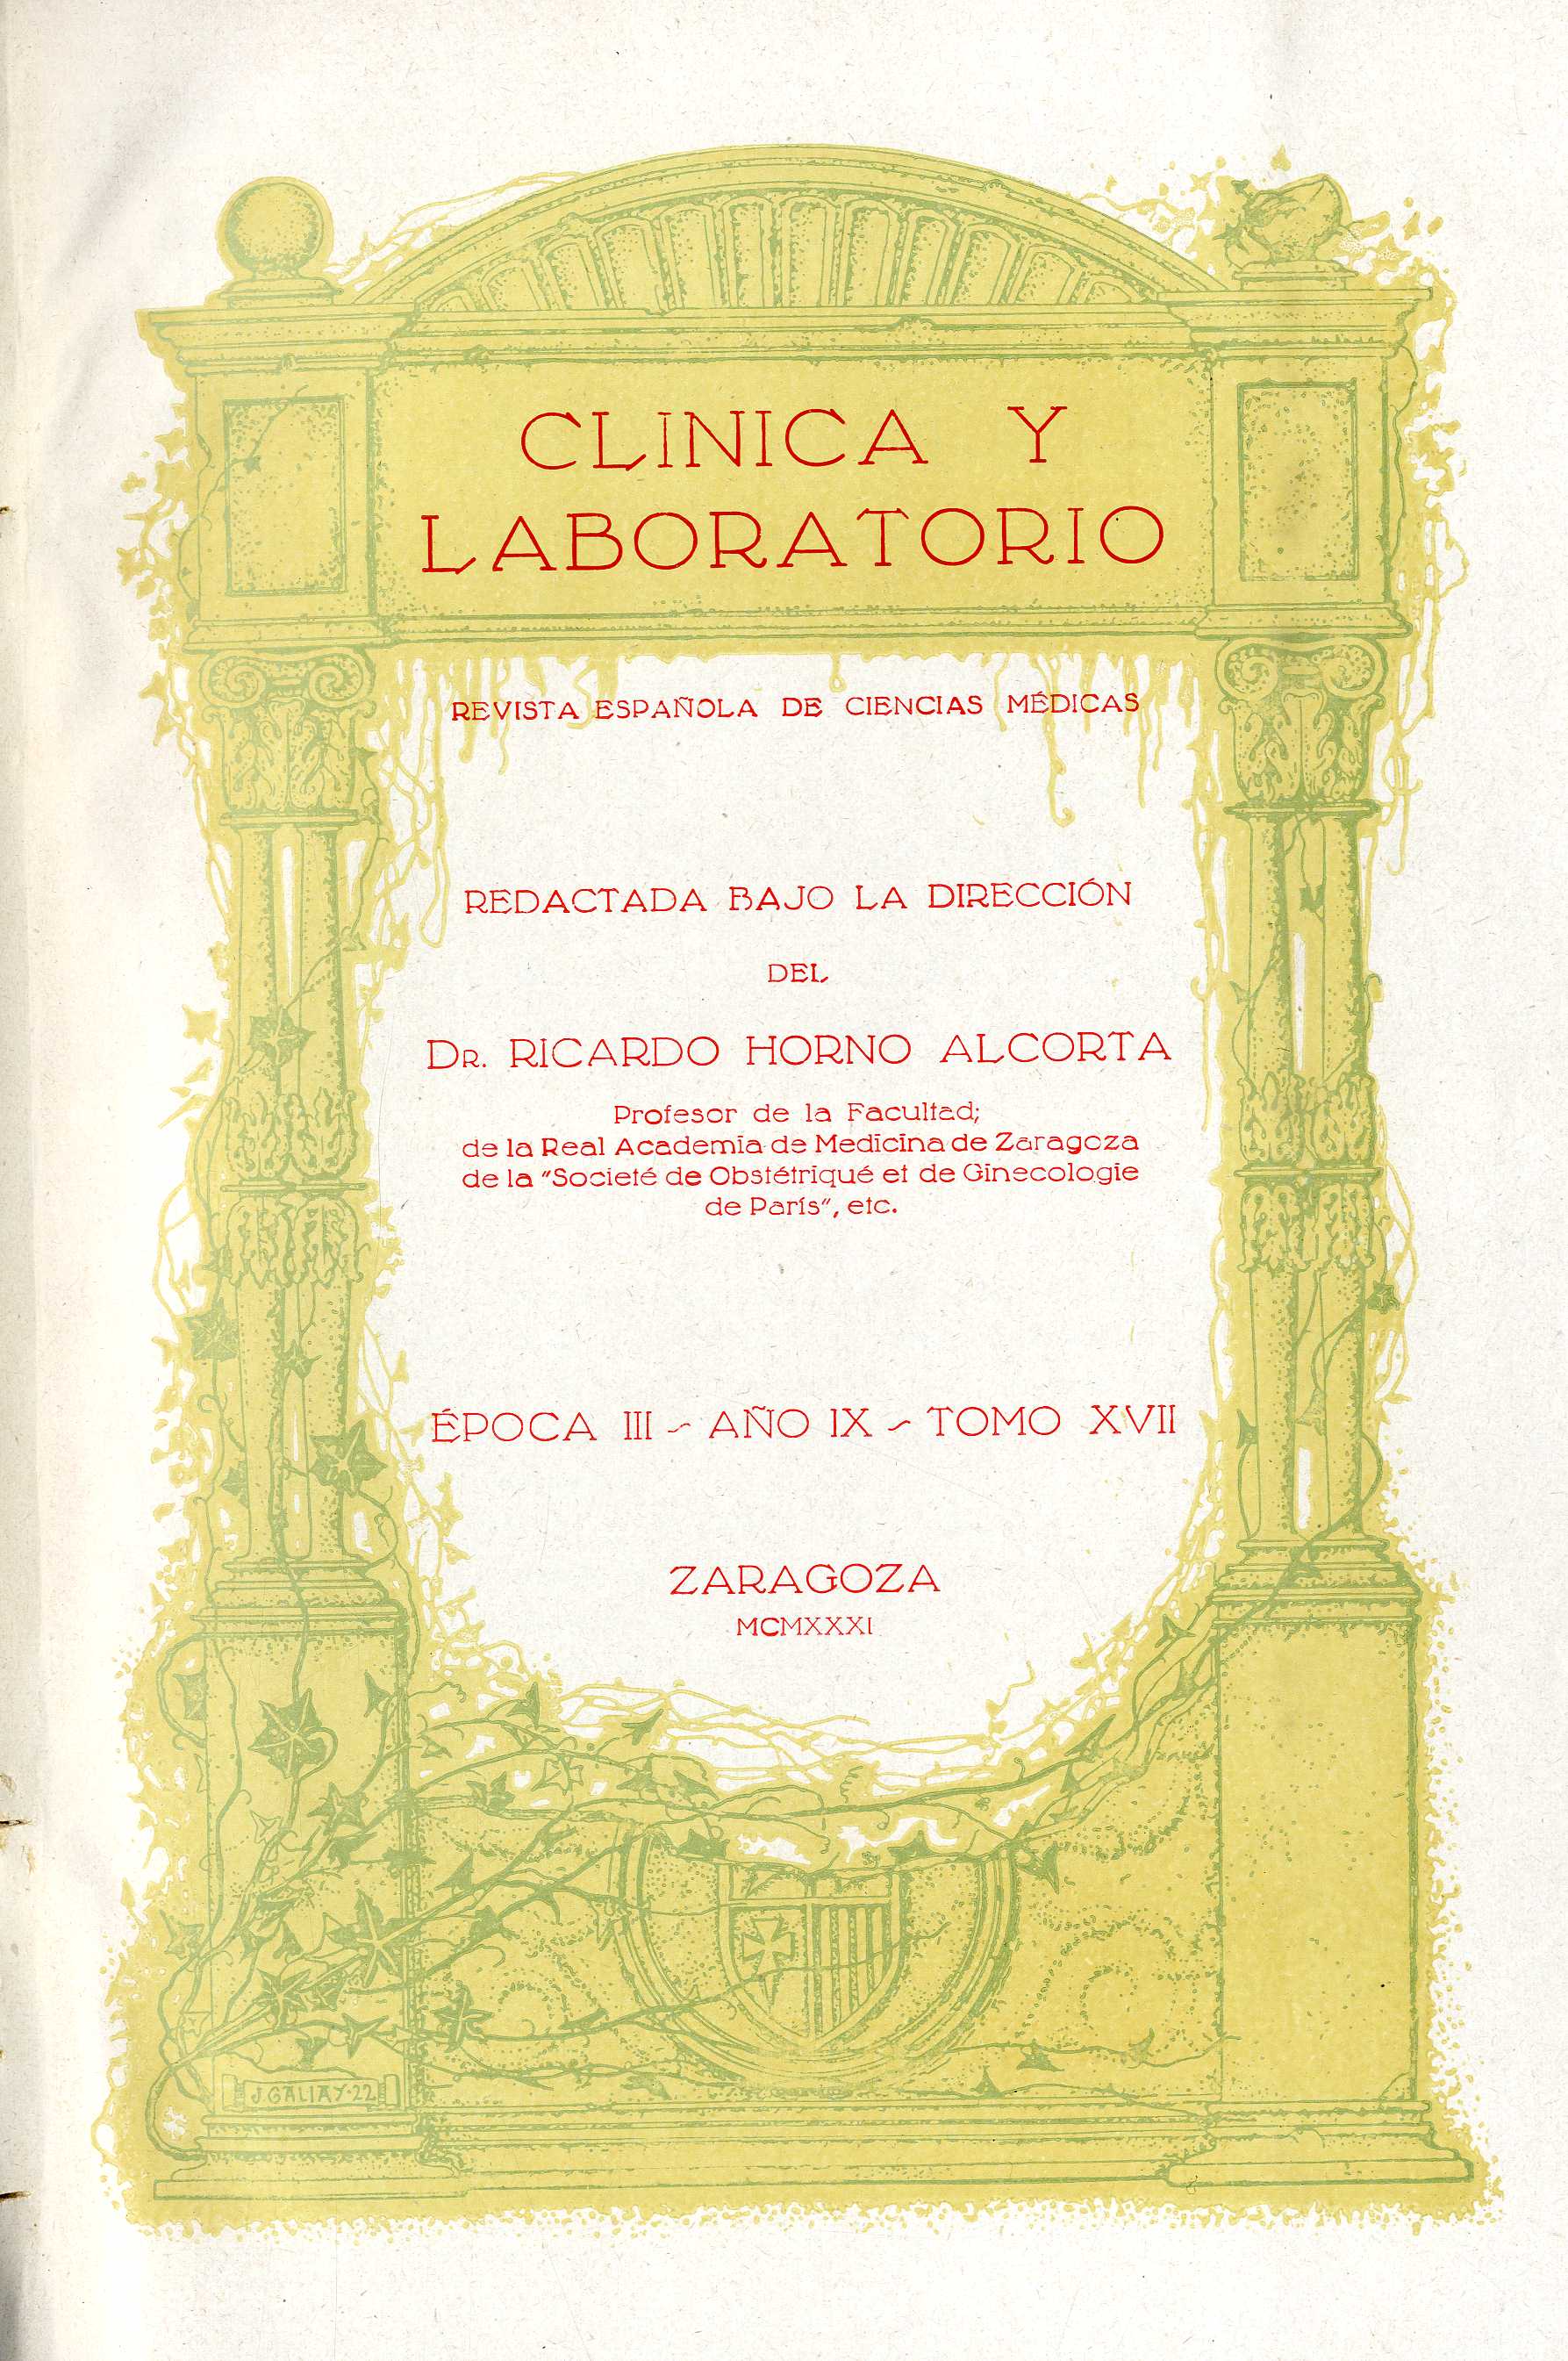 CLINICA Y
LABORATORIO
REVISTA ESPAÑOLA DE CIENCIAS MÉDICAS
REDACTADA BAJO LA DIRECCIÓN
DEL
DR. RICARDO HORNO ALCORTA
Profesor de la Facultad;
de la Real Academia de Medicina de Zaragoza
de la "Societé de Obstétriqué et de Ginecologie
de París", etc.
ÉPOCA III - AÑO IX - TOMO XVII
ZARAGOZA
MCMXXXI
J. GALIAY·22